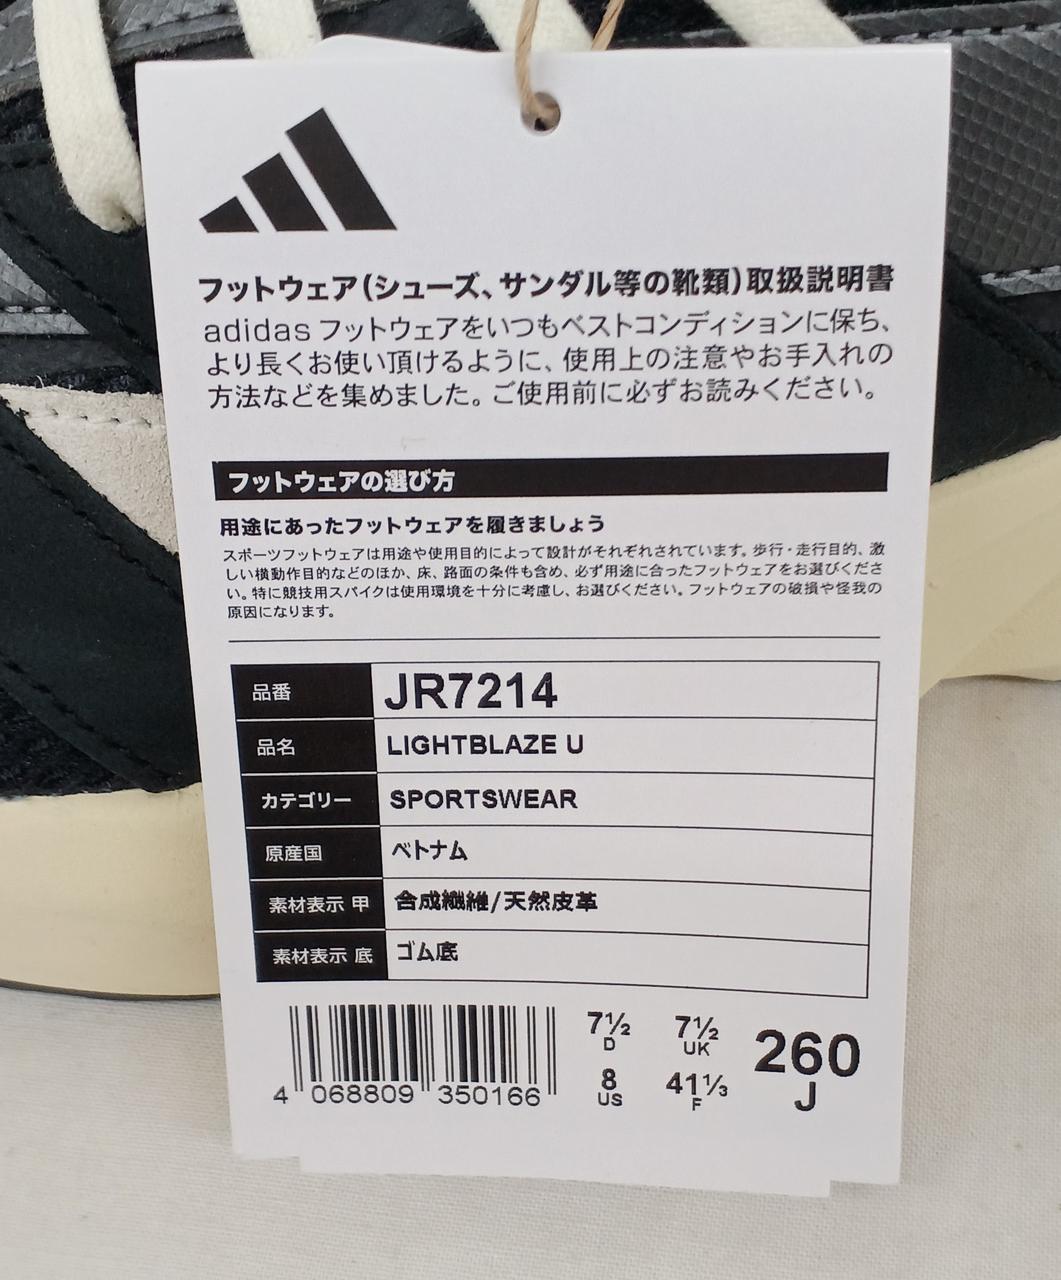 フットウェア(シューズ、サンダル等の靴類)取扱説明書
adidas フットウェアをいつもベストコンディションに保ち、
より長くお使い頂けるように、使用上の注意やお手入れの
方法などを集めました。ご使用前に必ずお読みください。
フットウェアの選び方
用途にあったフットウェアを履きましょう
スポーツフットウェアは用途や使用目的によって設計がそれぞれされています。歩行・走行目的、激
しい横動作目的などのほか、床、路面の条件も含め、必ず用途に合ったフットウェアをお選びくださ
い。特に競技用スパイクは使用環境を十分に考慮し、お選びください。フットウェアの破損や怪我の
原因になります。
品番 JR7214
品名 LIGHTBLAZE U
カテゴリー SPORTSWEAR
原産国 ベトナム
素材表示 甲 合成繊維/天然皮革
素材表示 底 ゴム底
4 068809 350166
7½ D 7½ UK
8 US 41⅓ F
260 J